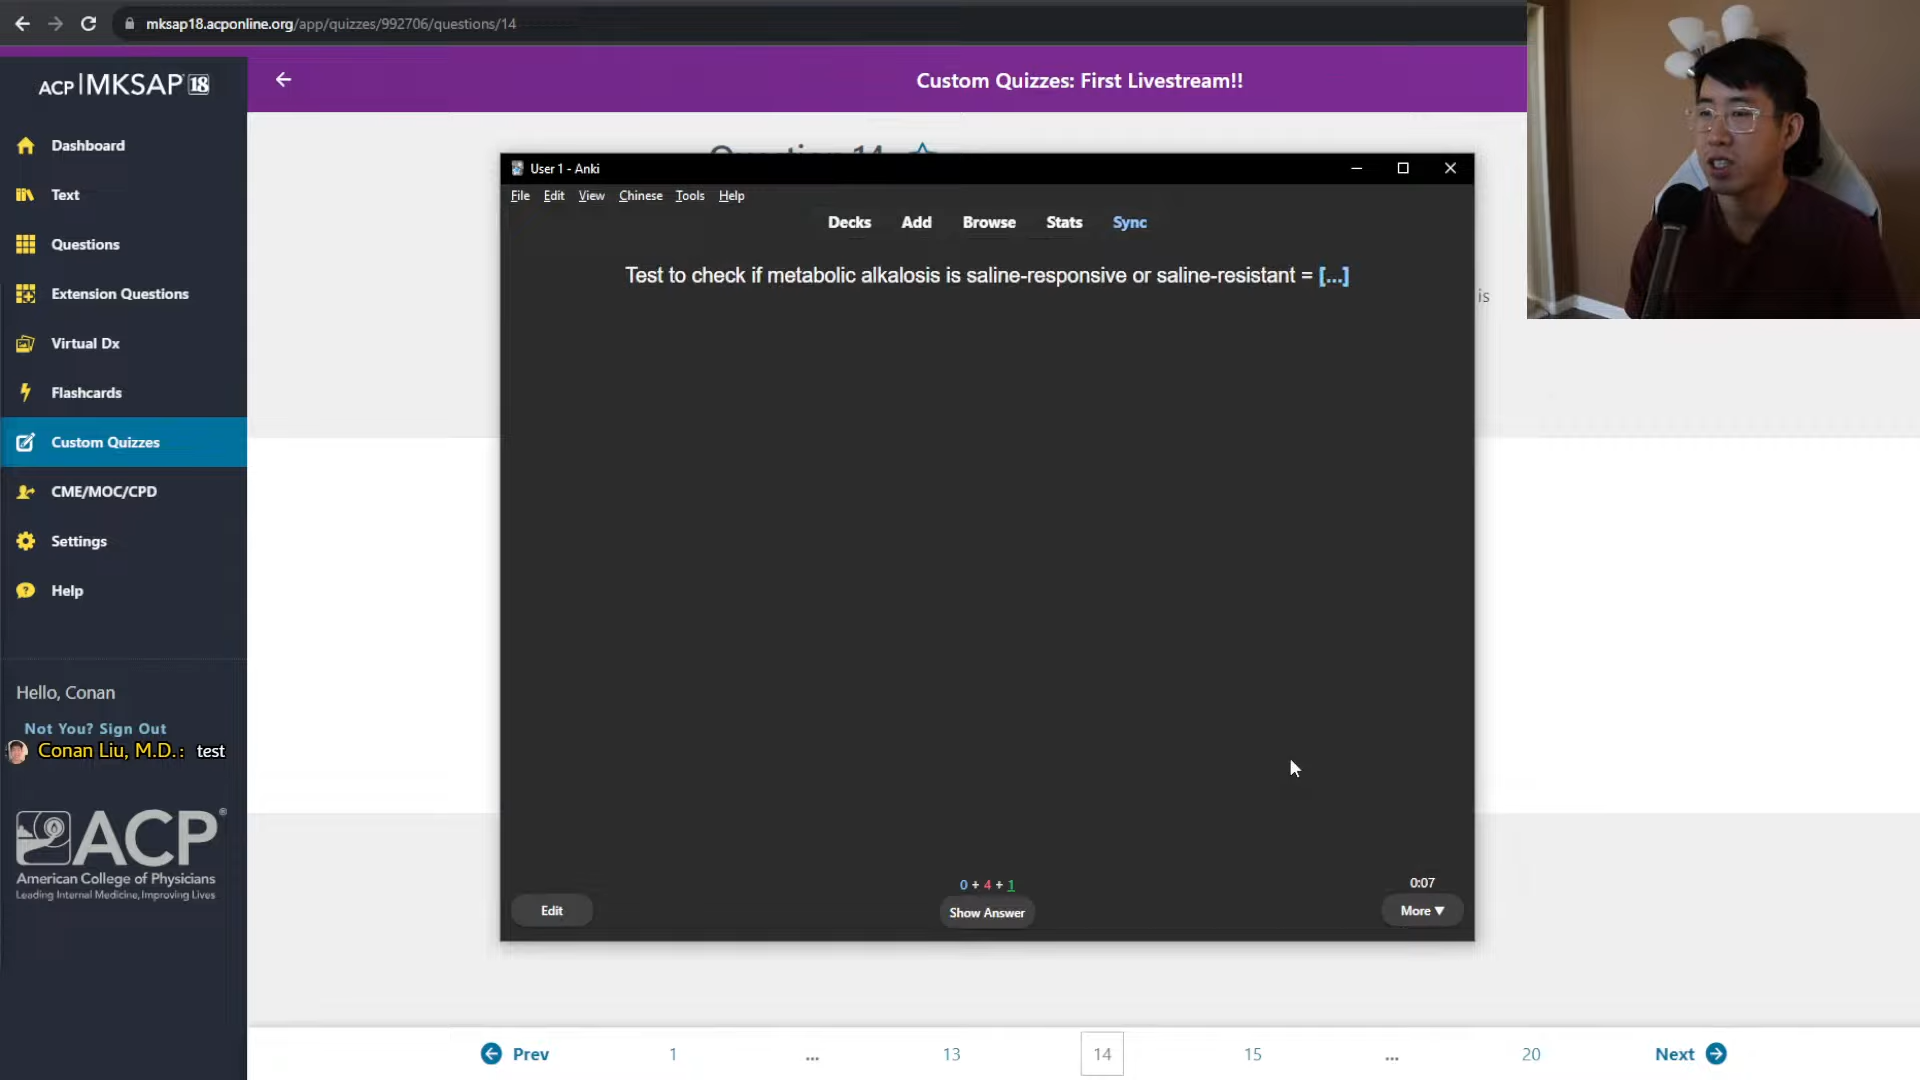 mksap18.acponline.org/app/quizzes/992706/questions/14
ACP|MKSAP 18
Custom Quizzes: First Livestream!!
Dashboard
Text
Questions
Extension Questions
Virtual Dx
Flashcards
Custom Quizzes
CME/MOC/CPD
Settings
Help
Hello, Conan
Not You? Sign Out
Conan Liu, M.D.: test
ACP®
American College of Physicians
Leading Internal Medicine, Improving Lives
Question 14
User 1 - Anki
File Edit View Chinese Tools Help
Decks Add Browse Stats Sync
Test to check if metabolic alkalosis is saline-responsive or saline-resistant = [...]
is
0 + 4 + 1
0:07
Edit
Show Answer
More ▼
Prev 1 ... 13 14 15 ... 20 Next